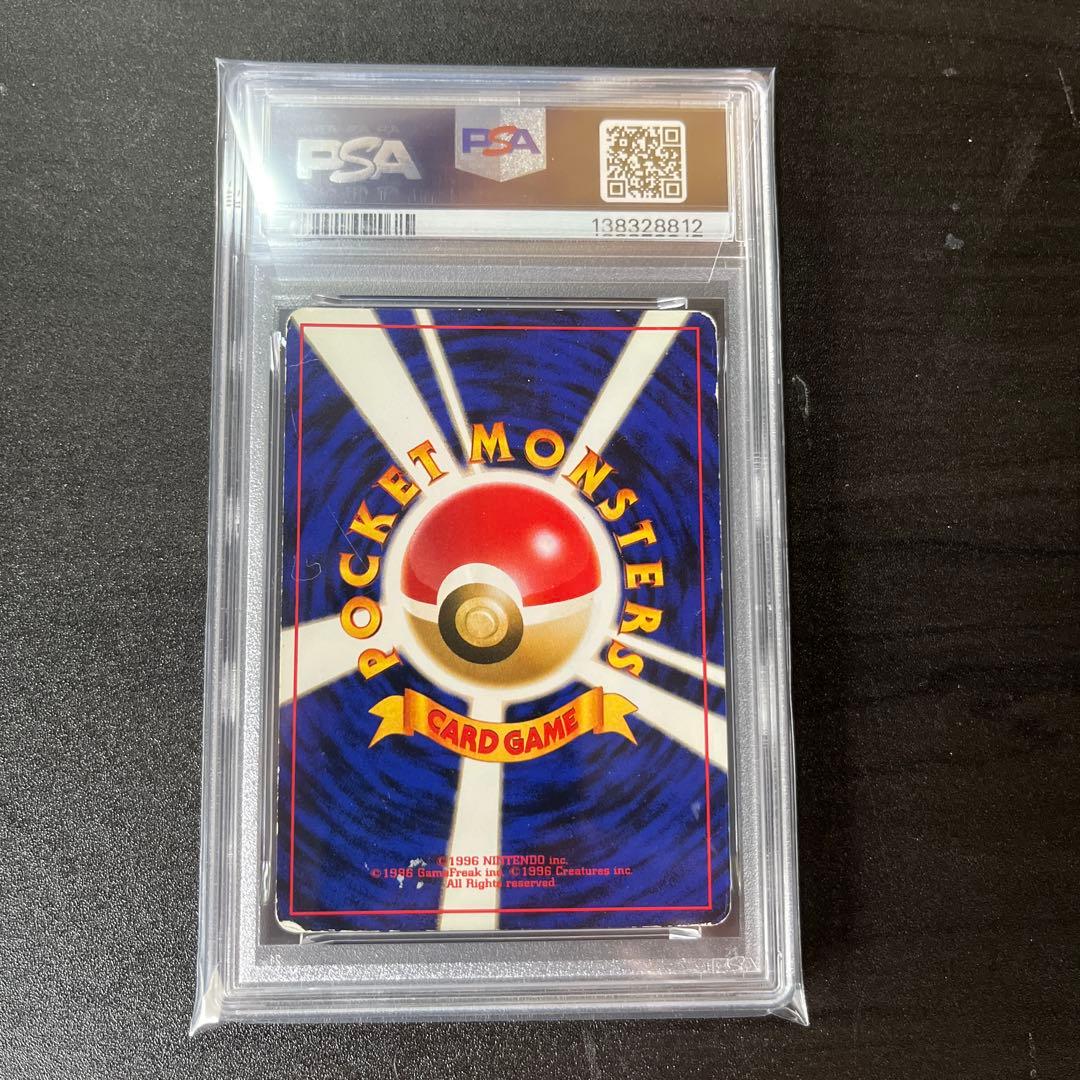 PSA
PSA
138328812
POCKET MONSTERS
CARD GAME
©1996 NINTENDO inc.
©1996 GameFreak inc. ©1996 Creatures inc.
All Rights reserved